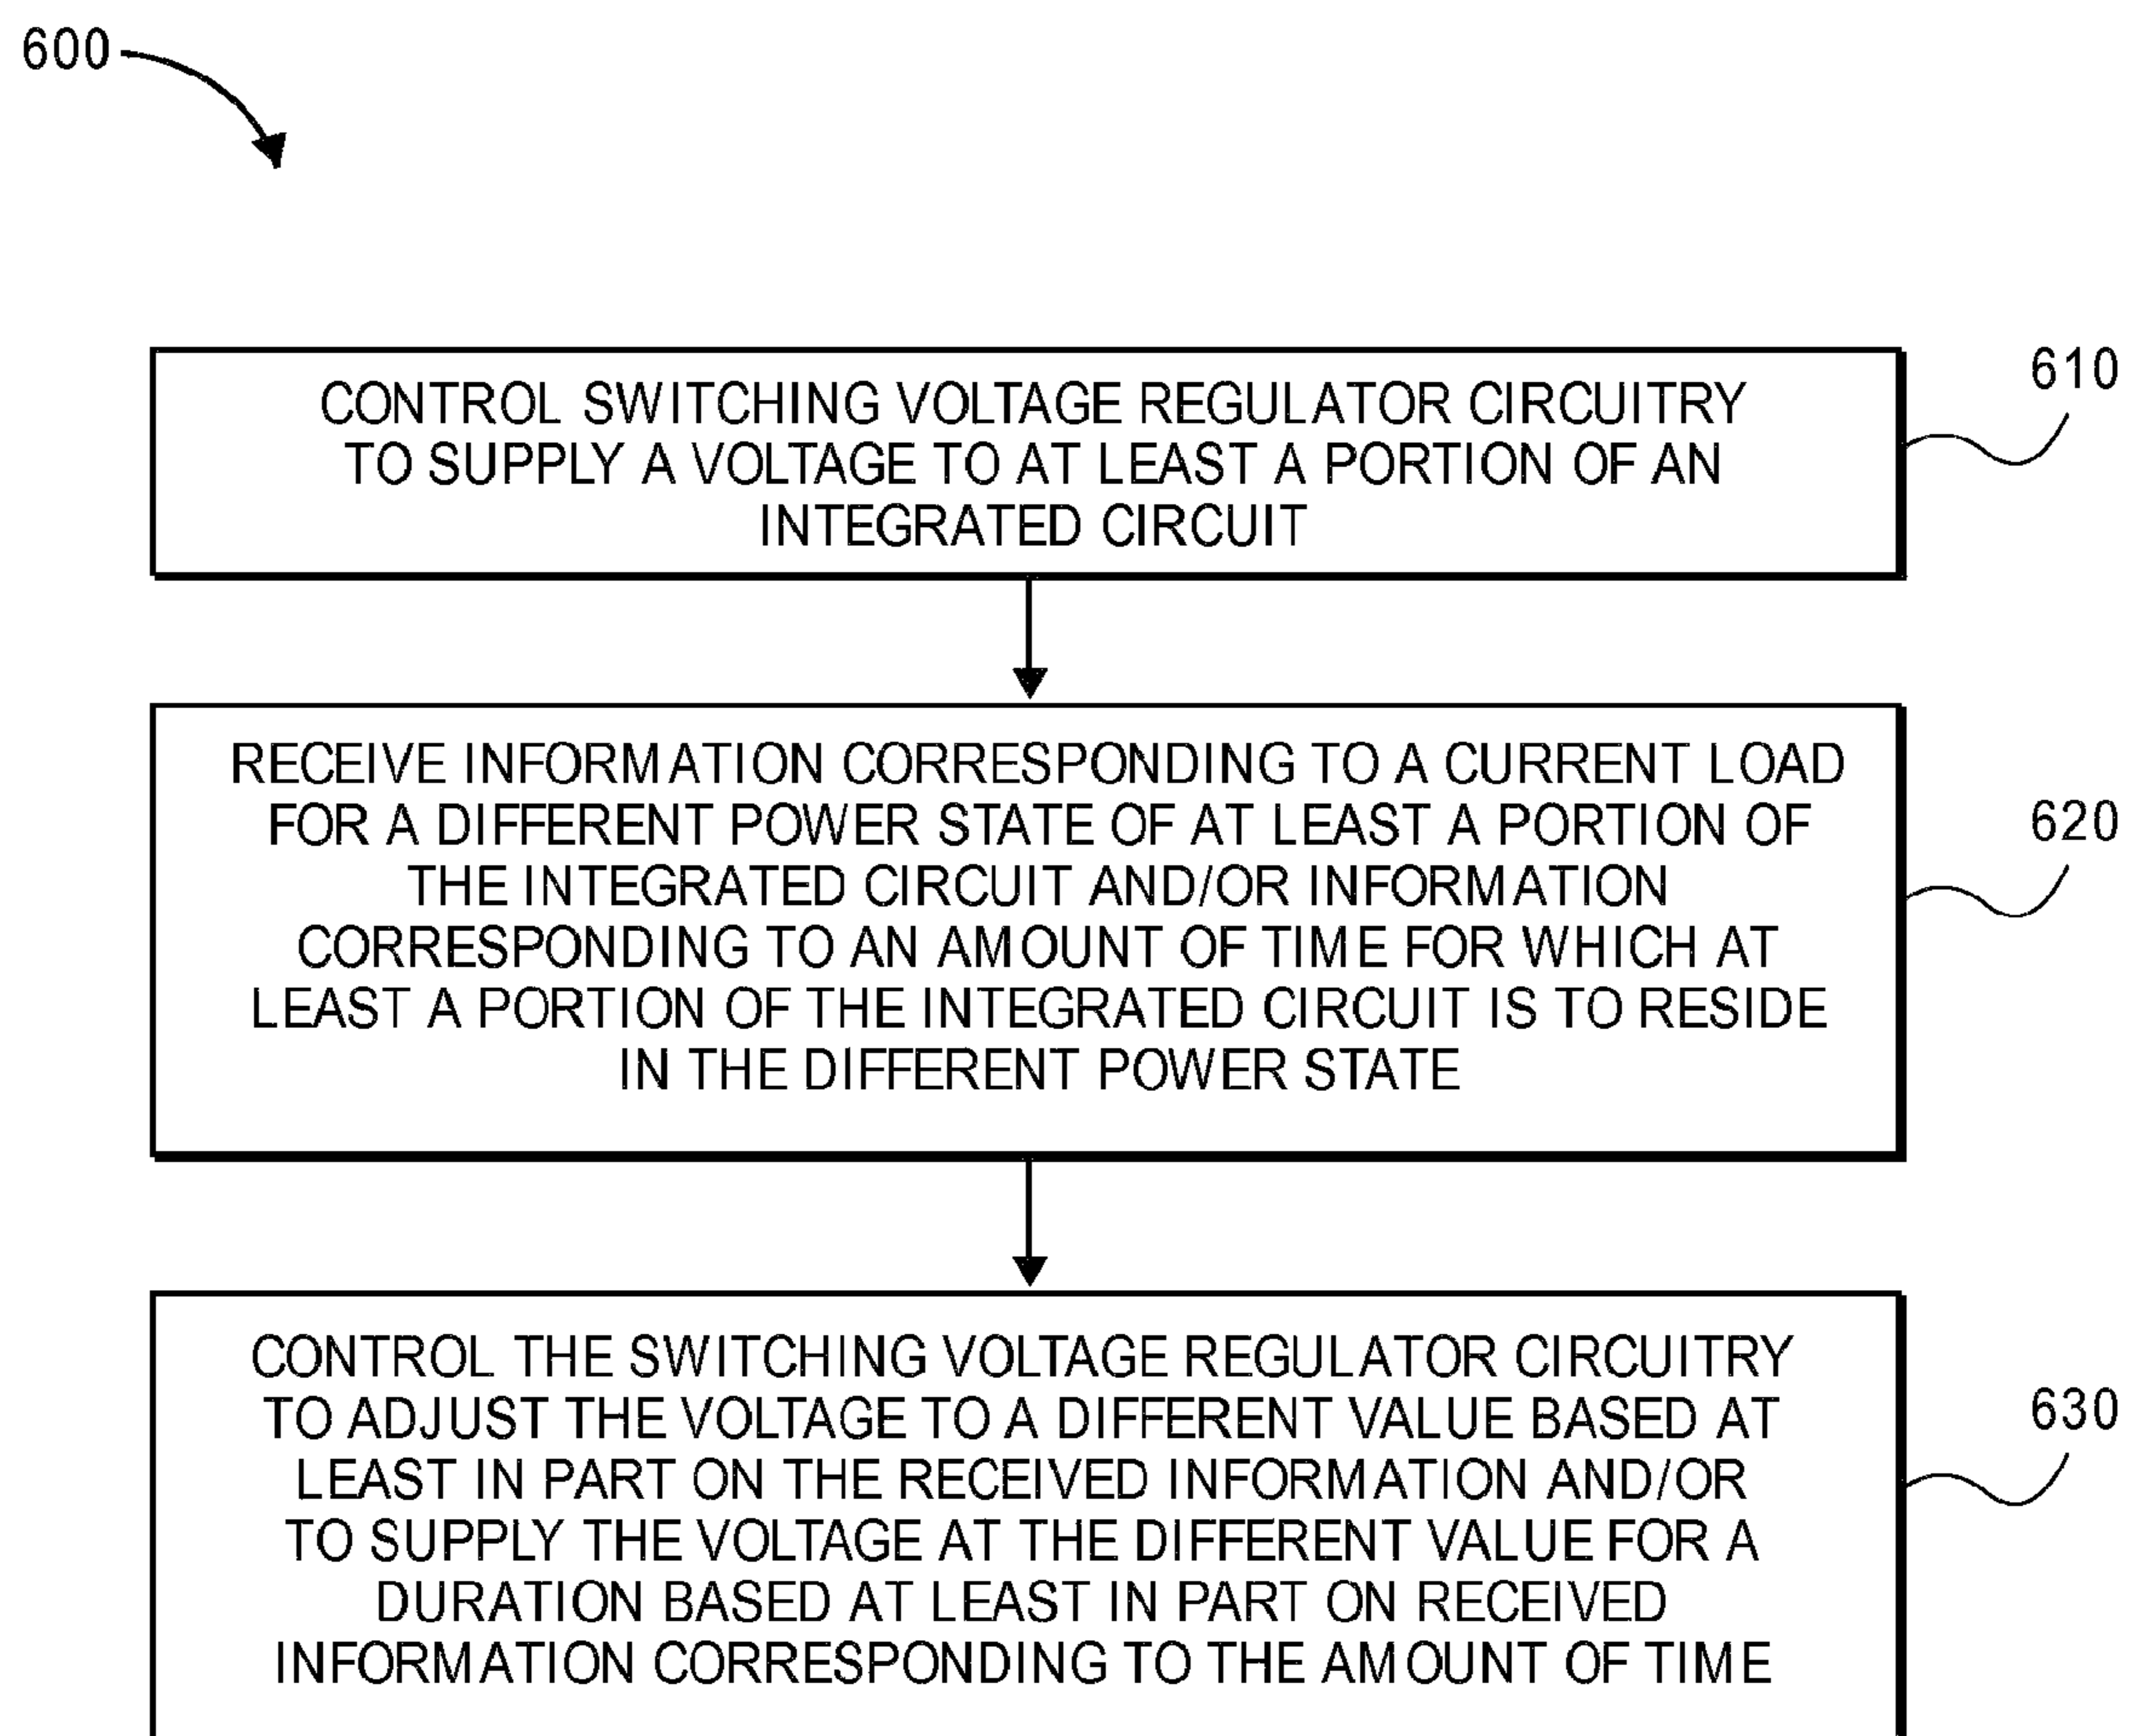 600
610
CONTROL SWITCHING VOLTAGE REGULATOR CIRCUITRY
TO SUPPLY A VOLTAGE TO AT LEAST A PORTION OF AN
INTEGRATED CIRCUIT
RECEIVE INFORMATION CORRESPONDING TO A CURRENT LOAD
620
FOR A DIFFERENT POWER STATE OF AT LEAST A PORTION OF
THE INTEGRATED CIRCUIT AND/OR INFORMATION
CORRESPONDING TO AN AMOUNT OF TIME FOR WHICH AT
LEAST A PORTION OF THE INTEGRATED CIRCUIT IS TO RESIDE
IN THE DIFFERENT POWER STATE
CONTROL THE SWITCHING VOLTAGE REGULATOR CIRCUITRY
630
TO ADJUST THE VOLTAGE TO A DIFFERENT VALUE BASED AT
LEAST IN PART ON THE RECEIVED INFORMATION AND/OR
TO SUPPLY THE VOLTAGE AT THE DIFFERENT VALUE FOR A
DURATION BASED AT LEAST IN PART ON RECEIVED
INFORMATION CORRESPONDING TO THE AMOUNT OF TIME